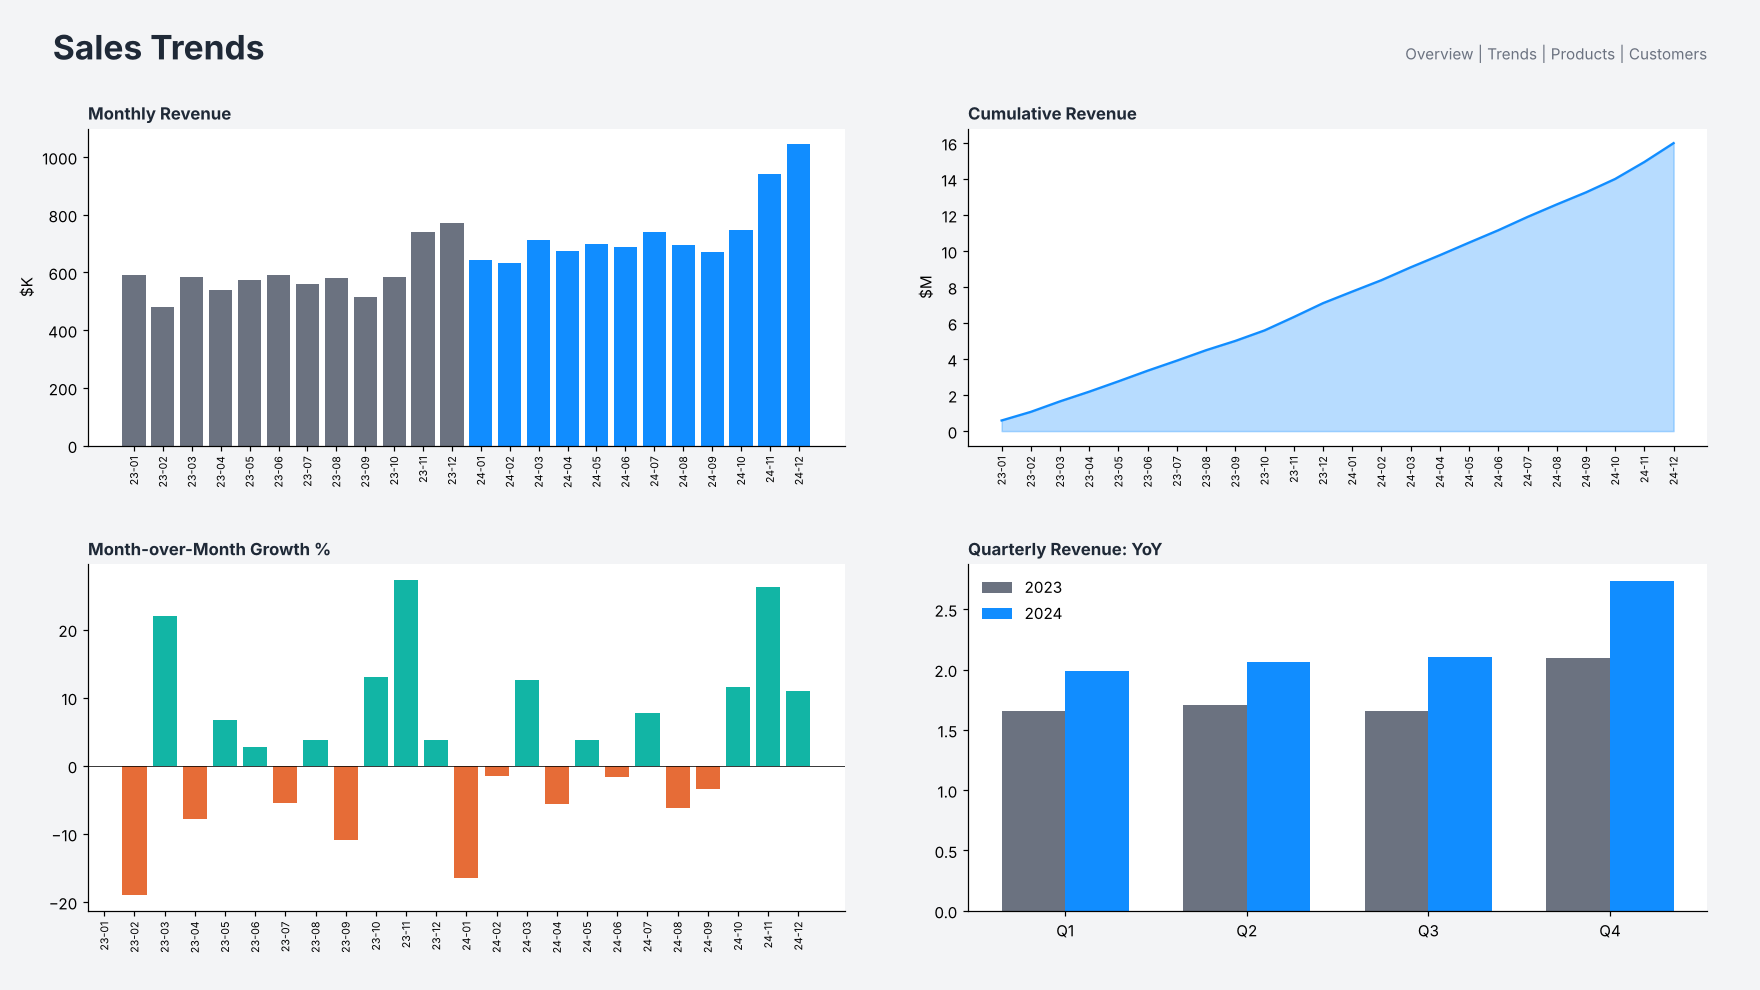 Sales Trends
Overview | Trends | Products | Customers
Monthly Revenue
$K
1000
800
600
400
200
0
23-01 23-02 23-03 23-04 23-05 23-06 23-07 23-08 23-09 23-10 23-11 23-12 24-01 24-02 24-03 24-04 24-05 24-06 24-07 24-08 24-09 24-10 24-11 24-12
Cumulative Revenue
$M
16
14
12
10
8
6
4
2
0
23-01 23-02 23-03 23-04 23-05 23-06 23-07 23-08 23-09 23-10 23-11 23-12 24-01 24-02 24-03 24-04 24-05 24-06 24-07 24-08 24-09 24-10 24-11 24-12
Month-over-Month Growth %
20
10
0
−10
−20
23-01 23-02 23-03 23-04 23-05 23-06 23-07 23-08 23-09 23-10 23-11 23-12 24-01 24-02 24-03 24-04 24-05 24-06 24-07 24-08 24-09 24-10 24-11 24-12
Quarterly Revenue: YoY
2023
2024
2.5
2.0
1.5
1.0
0.5
0.0
Q1 Q2 Q3 Q4